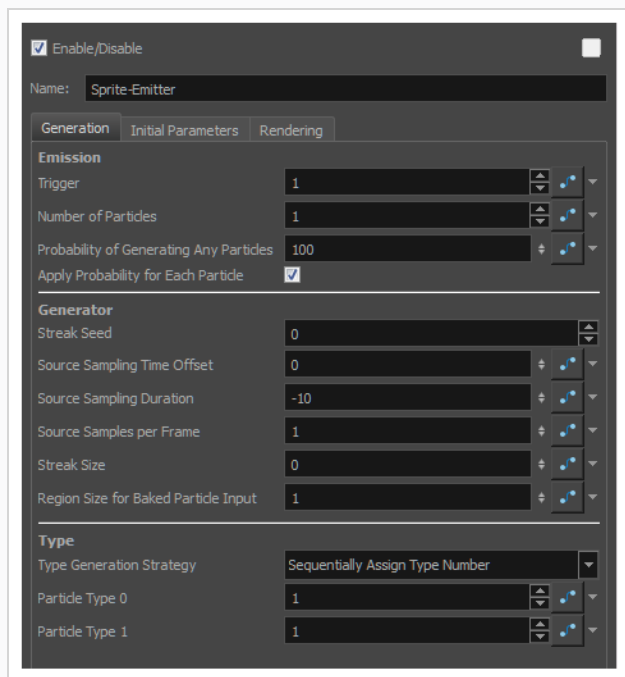 Enable/Disable
Name: Sprite-Emitter
Generation Initial Parameters Rendering
Emission
Trigger 1
Number of Particles 1
Probability of Generating Any Particles 100
Apply Probability for Each Particle
Generator
Streak Seed 0
Source Sampling Time Offset 0
Source Sampling Duration -10
Source Samples per Frame 1
Streak Size 0
Region Size for Baked Particle Input 1
Type
Type Generation Strategy Sequentially Assign Type Number
Particle Type 0 1
Particle Type 1 1